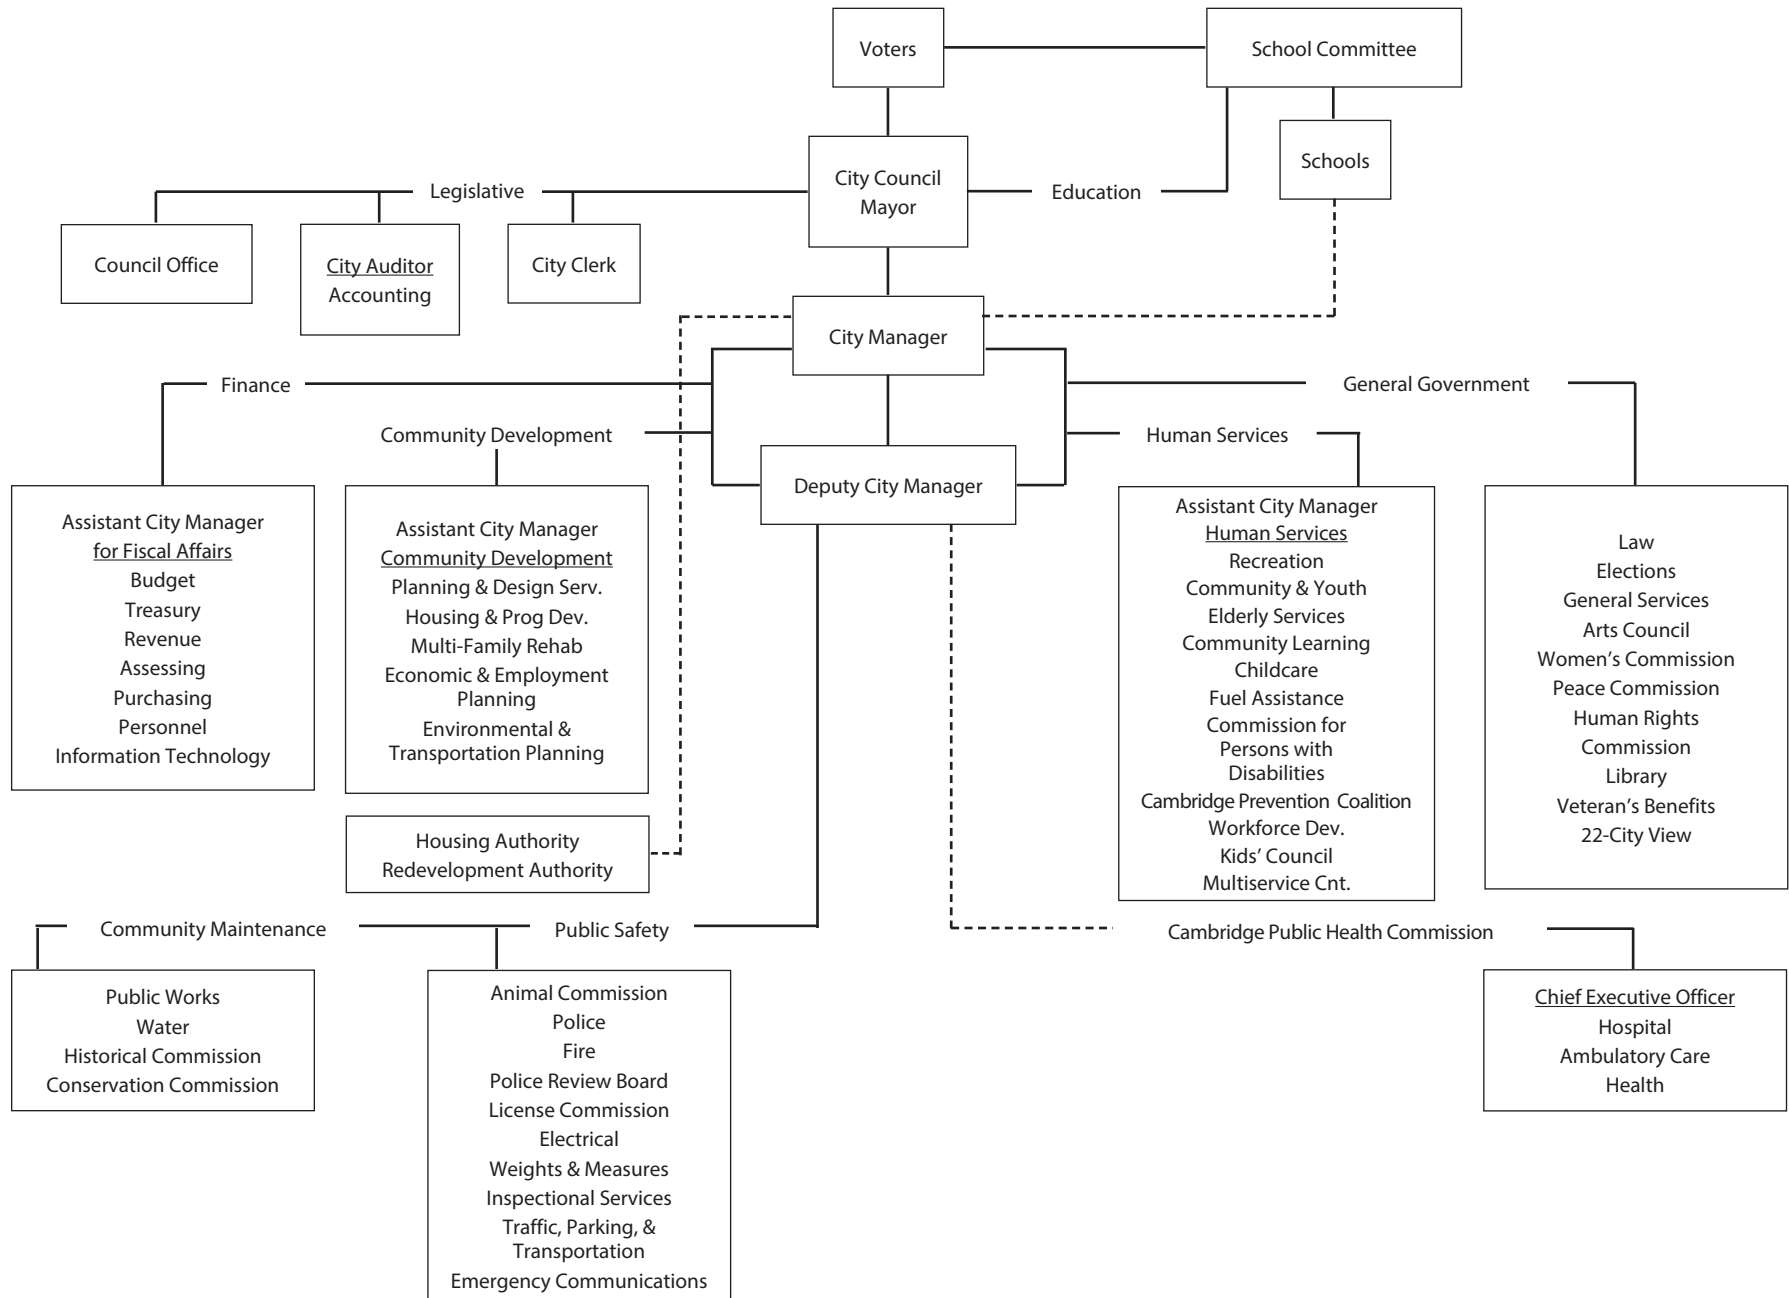 Voters
School Committee
Schools
City Council
Mayor
Legislative
Education
Council Office
City Auditor
Accounting
City Clerk
City Manager
Finance
General Government
Community Development
Human Services
Deputy City Manager
Assistant City Manager
for Fiscal Affairs
Budget
Treasury
Revenue
Assessing
Purchasing
Personnel
Information Technology
Assistant City Manager
Community Development
Planning & Design Serv.
Housing & Prog Dev.
Multi-Family Rehab
Economic & Employment
Planning
Environmental &
Transportation Planning
Assistant City Manager
Human Services
Recreation
Community & Youth
Elderly Services
Community Learning
Childcare
Fuel Assistance
Commission for
Persons with
Disabilities
Cambridge Prevention Coalition
Workforce Dev.
Kids’ Council
Multiservice Cnt.
Law
Elections
General Services
Arts Council
Women’s Commission
Peace Commission
Human Rights
Commission
Library
Veteran’s Benefits
22-City View
Housing Authority
Redevelopment Authority
Community Maintenance
Public Safety
Cambridge Public Health Commission
Public Works
Water
Historical Commission
Conservation Commission
Animal Commission
Police
Fire
Police Review Board
License Commission
Electrical
Weights & Measures
Inspectional Services
Traffic, Parking, &
Transportation
Emergency Communications
Chief Executive Officer
Hospital
Ambulatory Care
Health